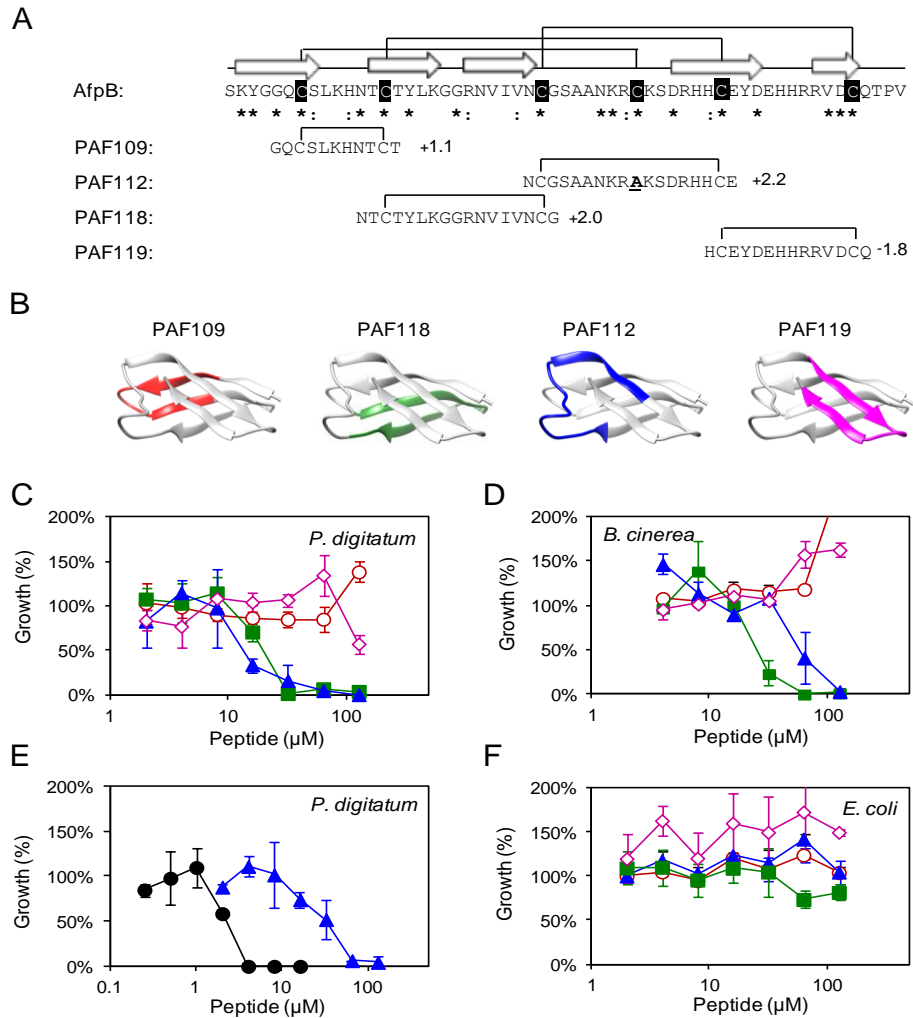 A
AfpB: SKYGGQCSLKHNTCTYLKGGRNVIVNCGSAANKRCKSDRHHCEYDEHHRRVDCQTPV
** * * : * * * * : : * ** : * : * * ***
PAF109: GQCSLKHNTCT +1.1
PAF112: NCGSAANKRAKSDRHHCE +2.2
PAF118: NTCTYLKGGRNVIVNCG +2.0
PAF119: HCEYDEHHRRVDCQ -1.8
B
PAF109 PAF118 PAF112 PAF119
C
200%
150%
100%
50%
0%
Growth (%)
P. digitatum
1 10 100
Peptide (µM)
D
200%
150%
100%
50%
0%
Growth (%)
B. cinerea
1 10 100
Peptide (µM)
E
200%
150%
100%
50%
0%
Growth (%)
P. digitatum
0.1 1 10 100
Peptide (µM)
F
200%
150%
100%
50%
0%
Growth (%)
E. coli
1 10 100
Peptide (µM)